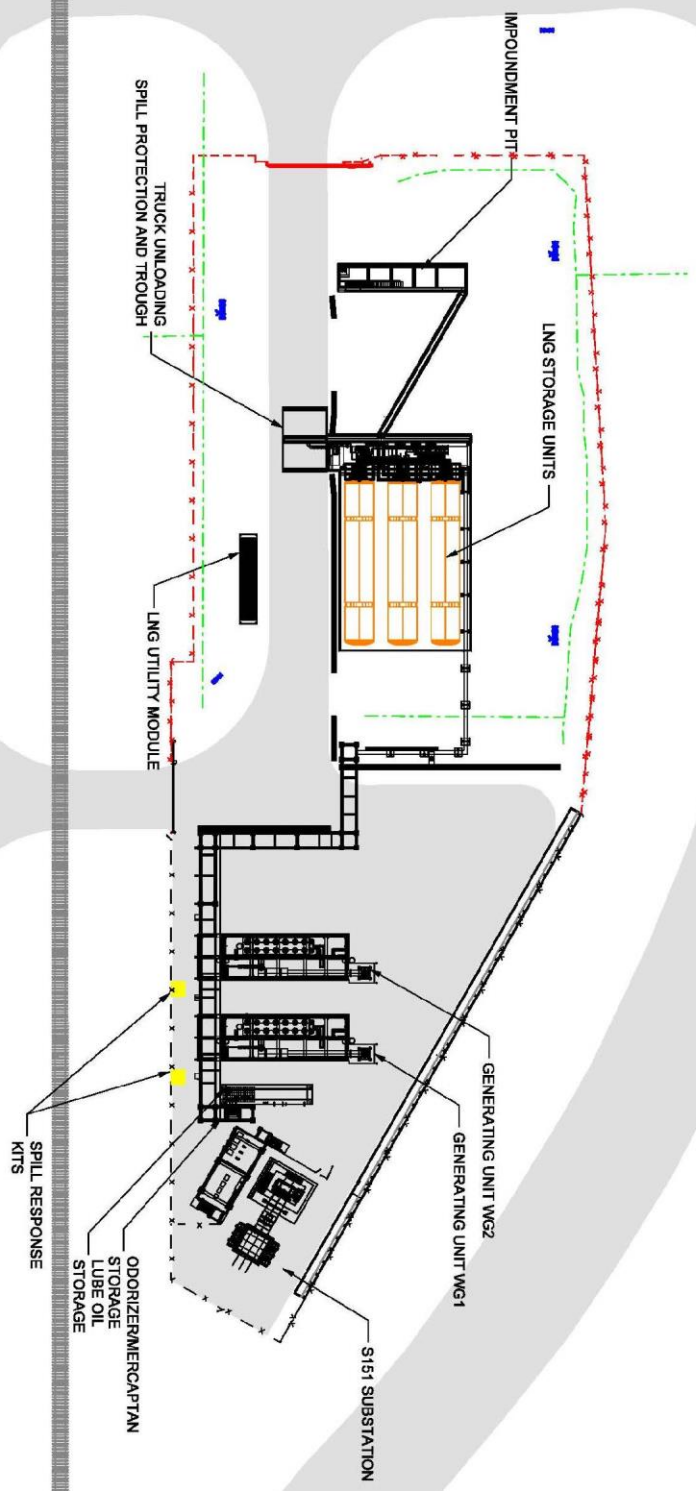 IMPOUNDMENT PIT
SPILL PROTECTION AND TROUGH
TRUCK UNLOADING
LNG STORAGE UNITS
LNG UTILITY MODULE
GENERATING UNIT WG2
GENERATING UNIT WG1
SPILL RESPONSE
KITS
ODORIZER/MERCAPTAN
STORAGE
LUBE OIL
STORAGE
S151 SUBSTATION